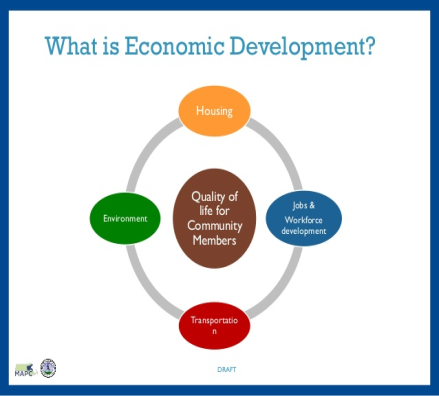 What is Economic Development?
Housing
Quality of
life for
Community
Members
Environment
Jobs &
Workforce
development
Transportatio
n
MAPC
DRAFT